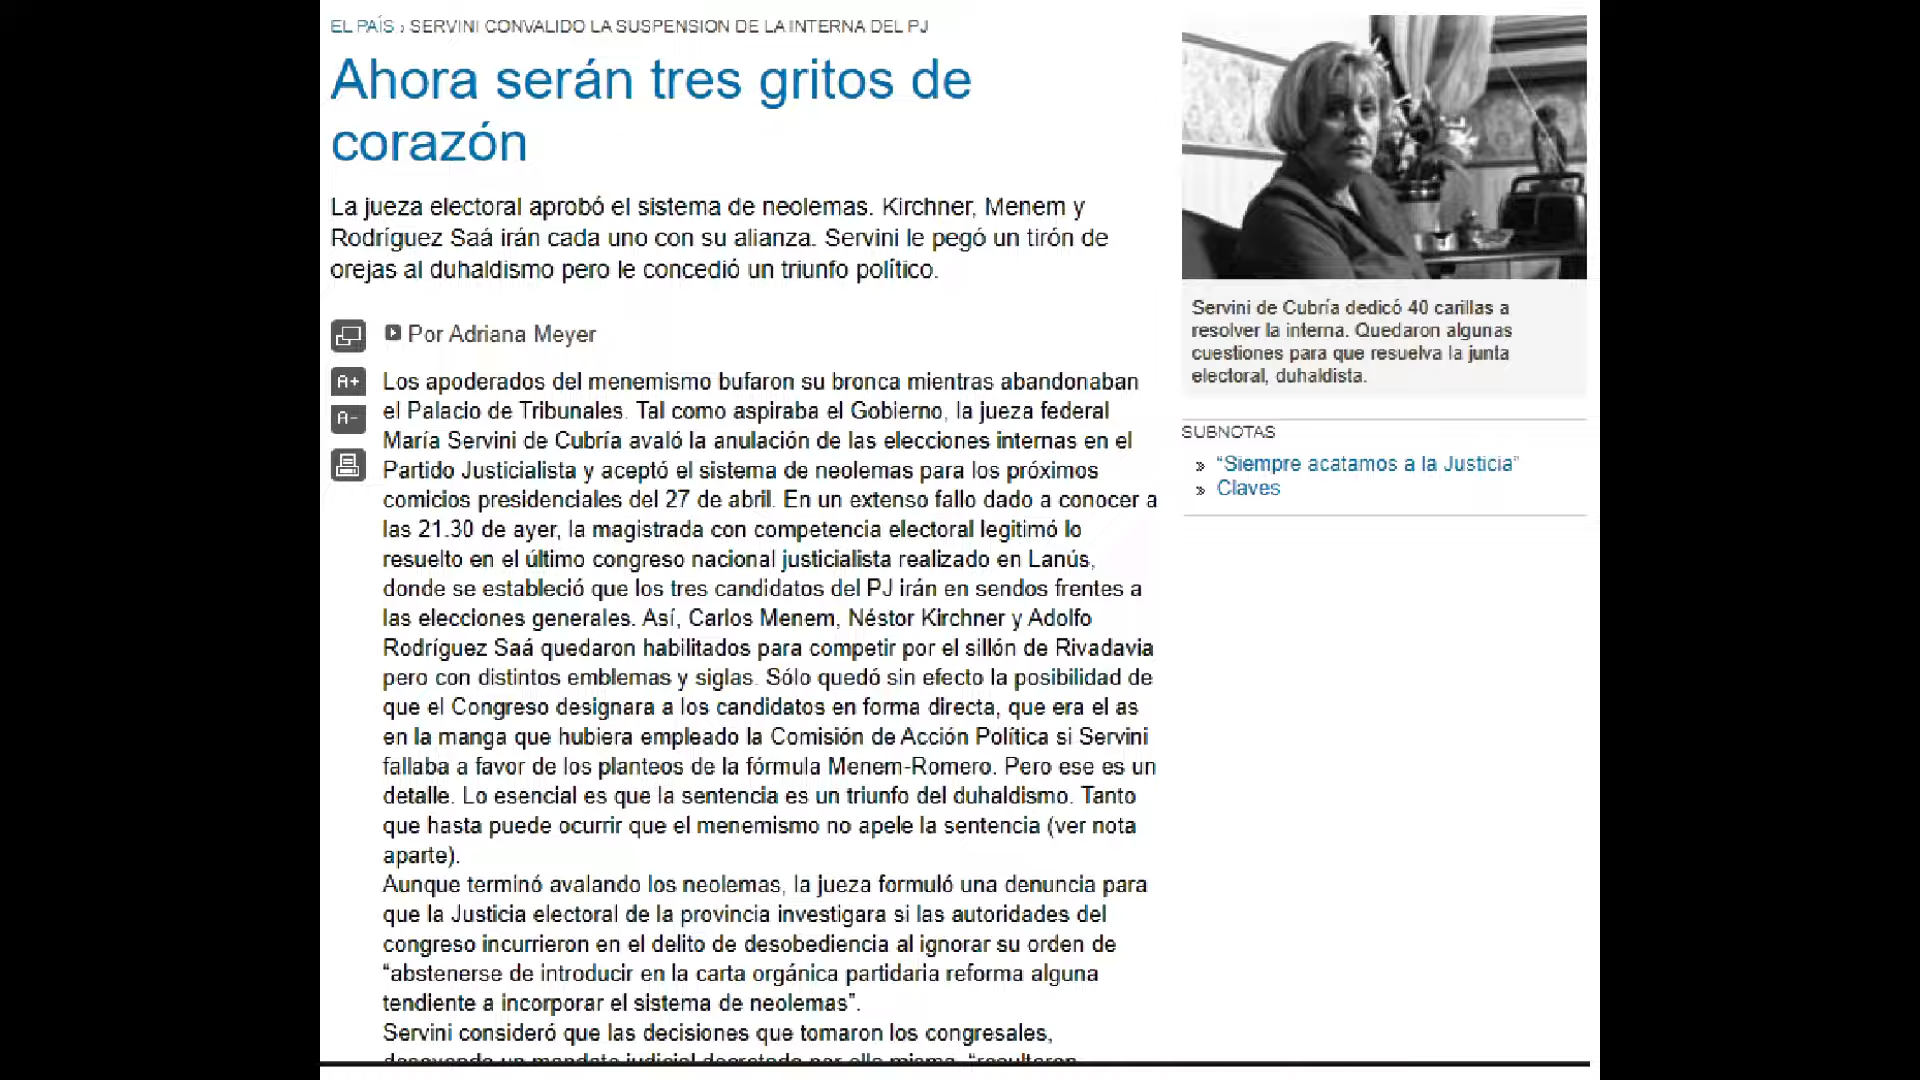 EL PAÍS › SERVINI CONVALIDO LA SUSPENSION DE LA INTERNA DEL PJ
Ahora serán tres gritos de
corazón
La jueza electoral aprobó el sistema de neolemas. Kirchner, Menem y
Rodríguez Saá irán cada uno con su alianza. Servini le pegó un tirón de
orejas al duhaldismo pero le concedió un triunfo político.
Por Adriana Meyer
A+
A-
Los apoderados del menemismo bufaron su bronca mientras abandonaban
el Palacio de Tribunales. Tal como aspiraba el Gobierno, la jueza federal
María Servini de Cubría avaló la anulación de las elecciones internas en el
Partido Justicialista y aceptó el sistema de neolemas para los próximos
comicios presidenciales del 27 de abril. En un extenso fallo dado a conocer a
las 21.30 de ayer, la magistrada con competencia electoral legitimó lo
resuelto en el último congreso nacional justicialista realizado en Lanús,
donde se estableció que los tres candidatos del PJ irán en sendos frentes a
las elecciones generales. Así, Carlos Menem, Néstor Kirchner y Adolfo
Rodríguez Saá quedaron habilitados para competir por el sillón de Rivadavia
pero con distintos emblemas y siglas. Sólo quedó sin efecto la posibilidad de
que el Congreso designara a los candidatos en forma directa, que era el as
en la manga que hubiera empleado la Comisión de Acción Política si Servini
fallaba a favor de los planteos de la fórmula Menem-Romero. Pero ese es un
detalle. Lo esencial es que la sentencia es un triunfo del duhaldismo. Tanto
que hasta puede ocurrir que el menemismo no apele la sentencia (ver nota
aparte).
Aunque terminó avalando los neolemas, la jueza formuló una denuncia para
que la Justicia electoral de la provincia investigara si las autoridades del
congreso incurrieron en el delito de desobediencia al ignorar su orden de
“abstenerse de introducir en la carta orgánica partidaria reforma alguna
tendiente a incorporar el sistema de neolemas”.
Servini consideró que las decisiones que tomaron los congresales,
Servini de Cubría dedicó 40 carillas a
resolver la interna. Quedaron algunas
cuestiones para que resuelva la junta
electoral, duhaldista.
SUBNOTAS
» “Siempre acatamos a la Justicia”
» Claves